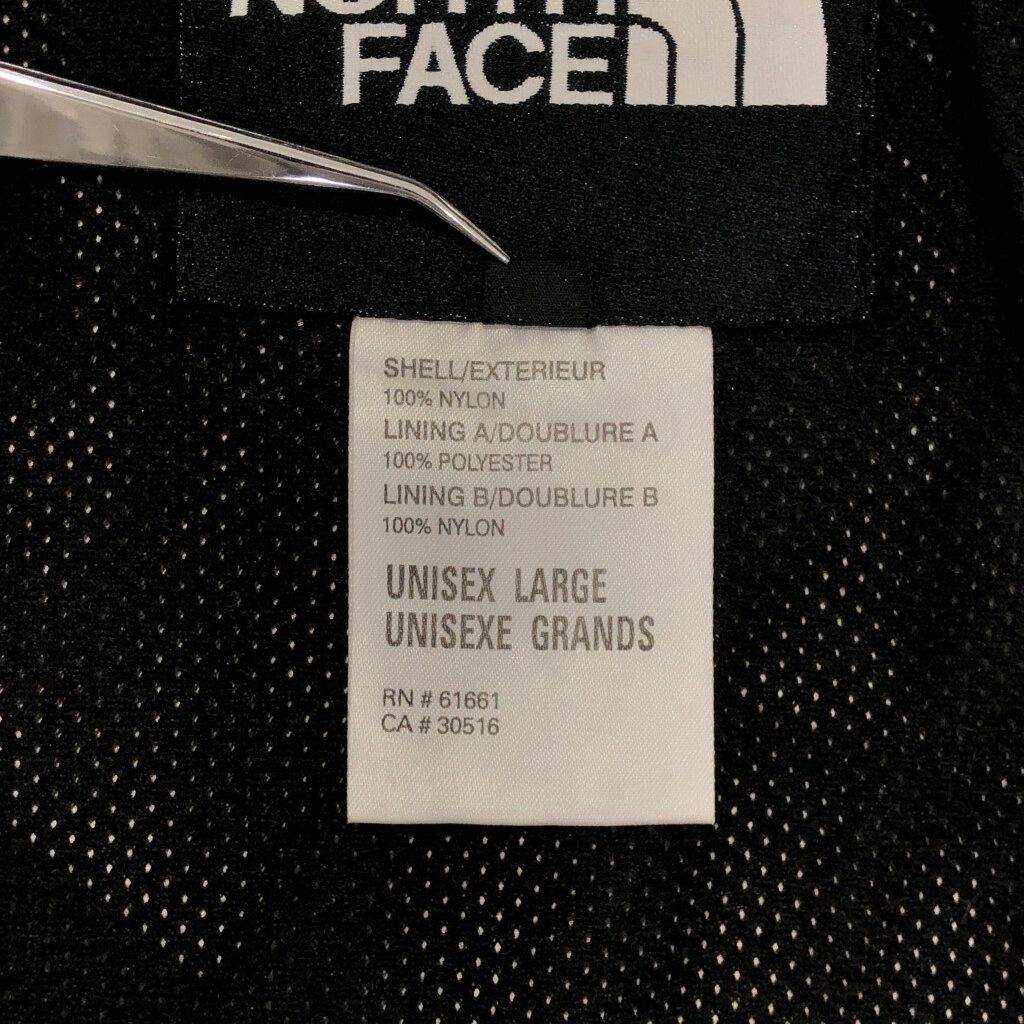 NORTH
FACE
SHELL/EXTERIEUR
100% NYLON
LINING A/DOUBLURE A
100% POLYESTER
LINING B/DOUBLURE B
100% NYLON
UNISEX LARGE
UNISEXE GRANDS
RN # 61661
CA # 30516